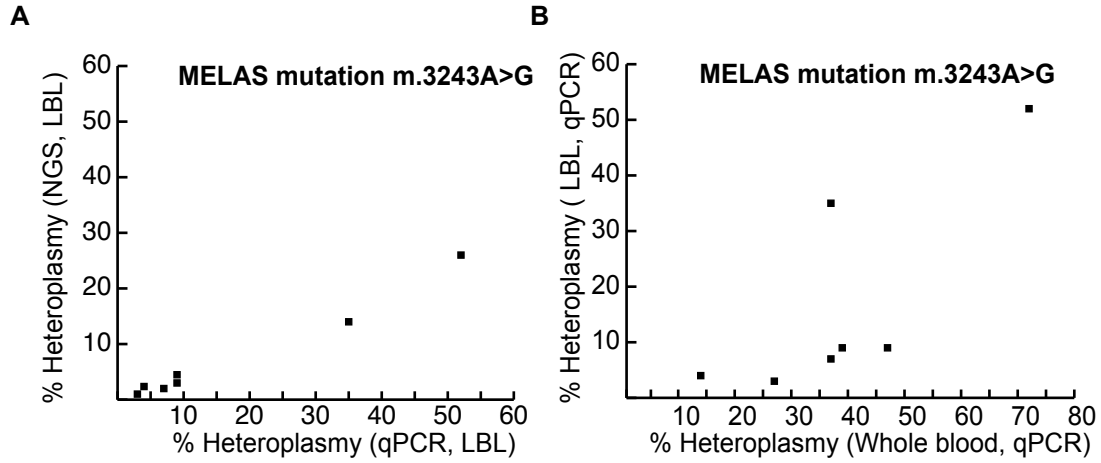 A
B
MELAS mutation m.3243A>G
% Heteroplasmy (NGS, LBL)
60
50
40
30
20
10
10 20 30 40 50 60
% Heteroplasmy (qPCR, LBL)
MELAS mutation m.3243A>G
% Heteroplasmy ( LBL, qPCR)
60
50
40
30
20
10
10 20 30 40 50 60 70 80
% Heteroplasmy (Whole blood, qPCR)